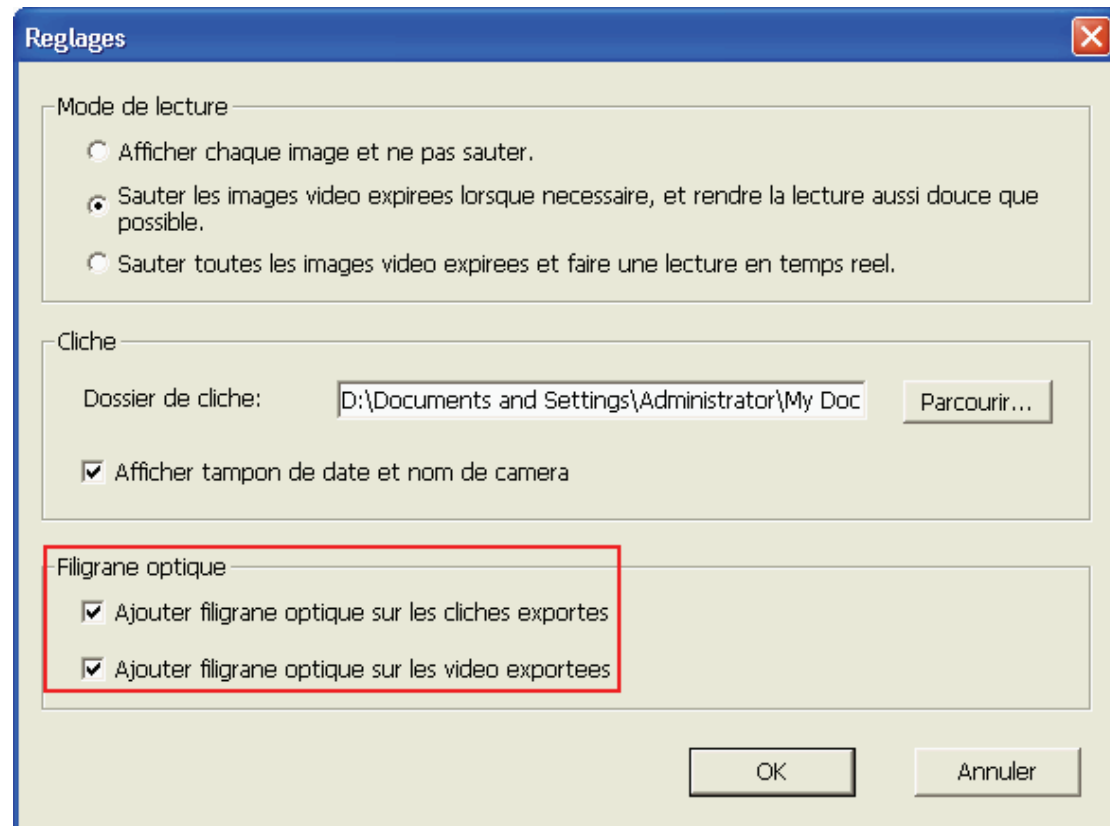 Reglages
Mode de lecture
Afficher chaque image et ne pas sauter.
Sauter les images video expirees lorsque necessaire, et rendre la lecture aussi douce que
possible.
Sauter toutes les images video expirees et faire une lecture en temps reel.
Cliche
Dossier de cliche: D:\Documents and Settings\Administrator\My Doc Parcourir...
Afficher tampon de date et nom de camera
Filigrane optique
Ajouter filigrane optique sur les cliches exportes
Ajouter filigrane optique sur les video exportees
OK Annuler